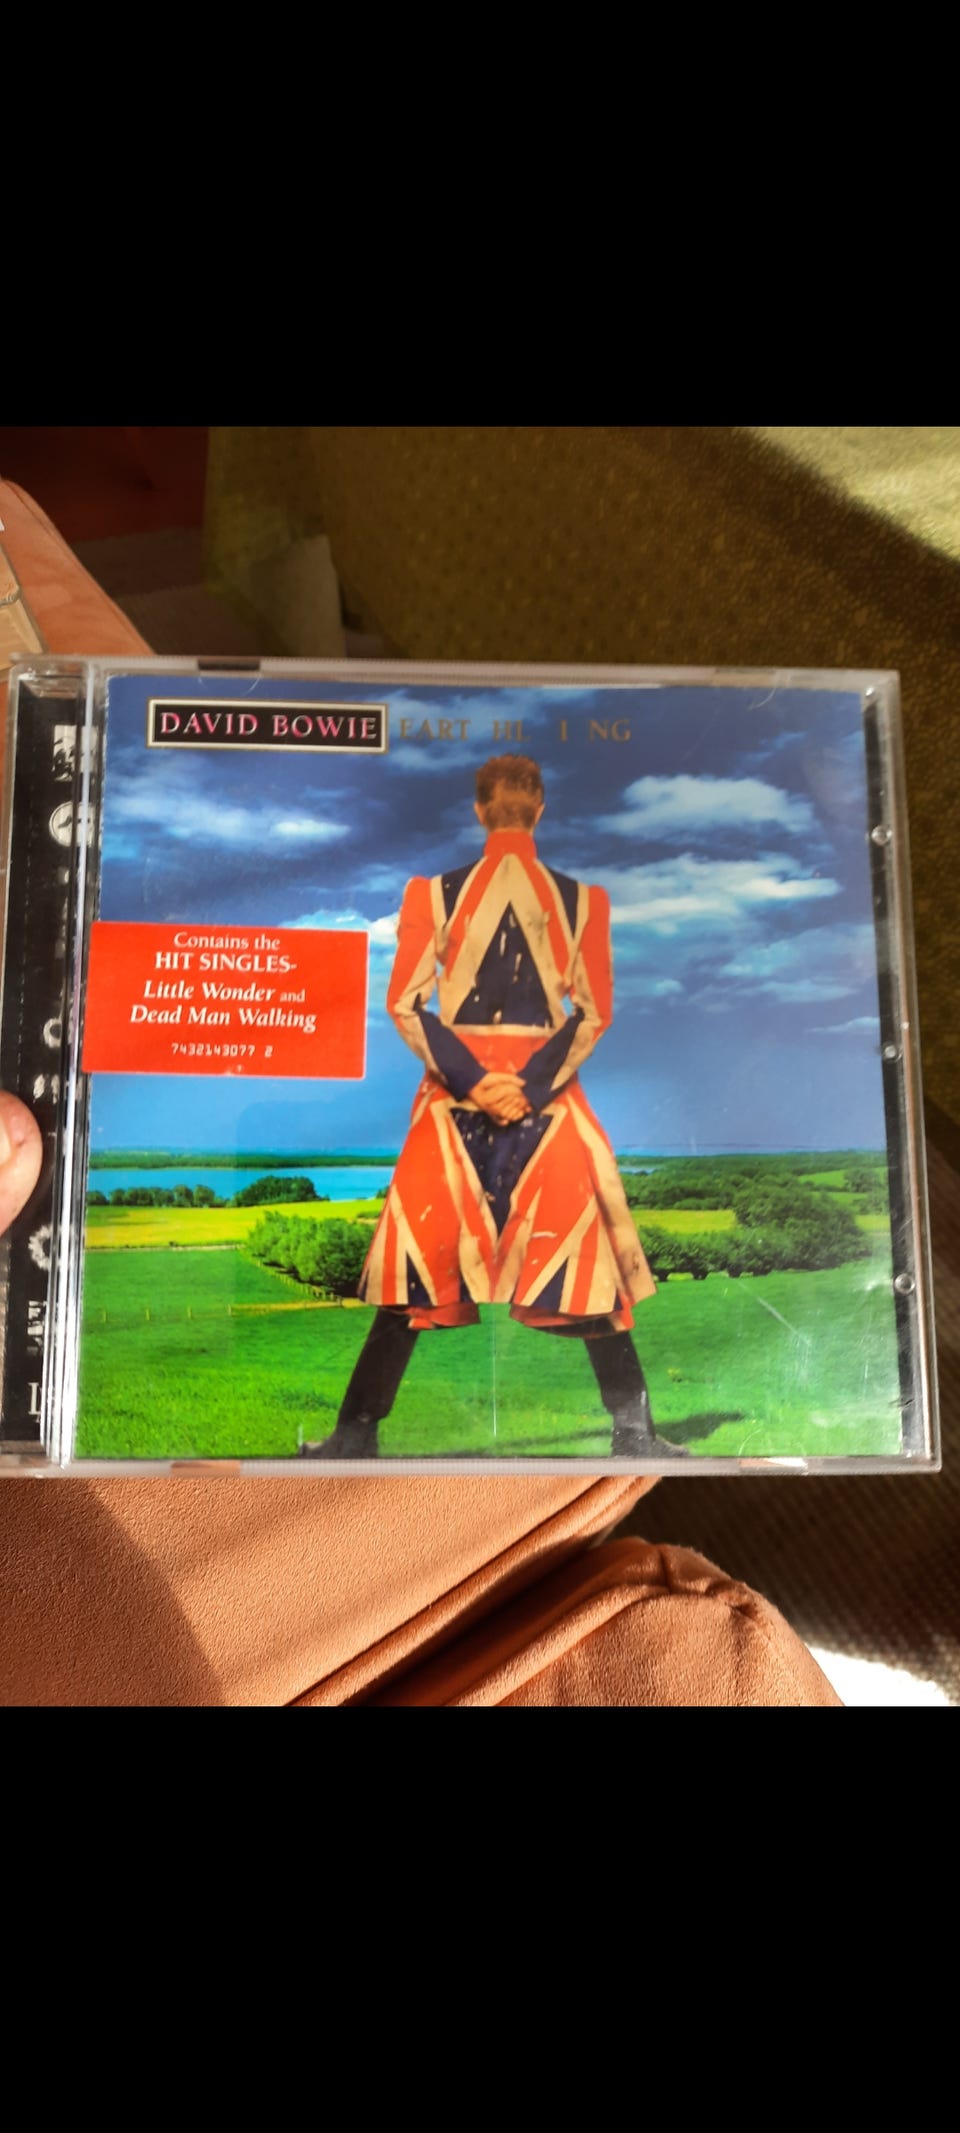 DAVID BOWIE EART HL I NG
Contains the
HIT SINGLES
Little Wonder and
Dead Man Walking
7432143077 2